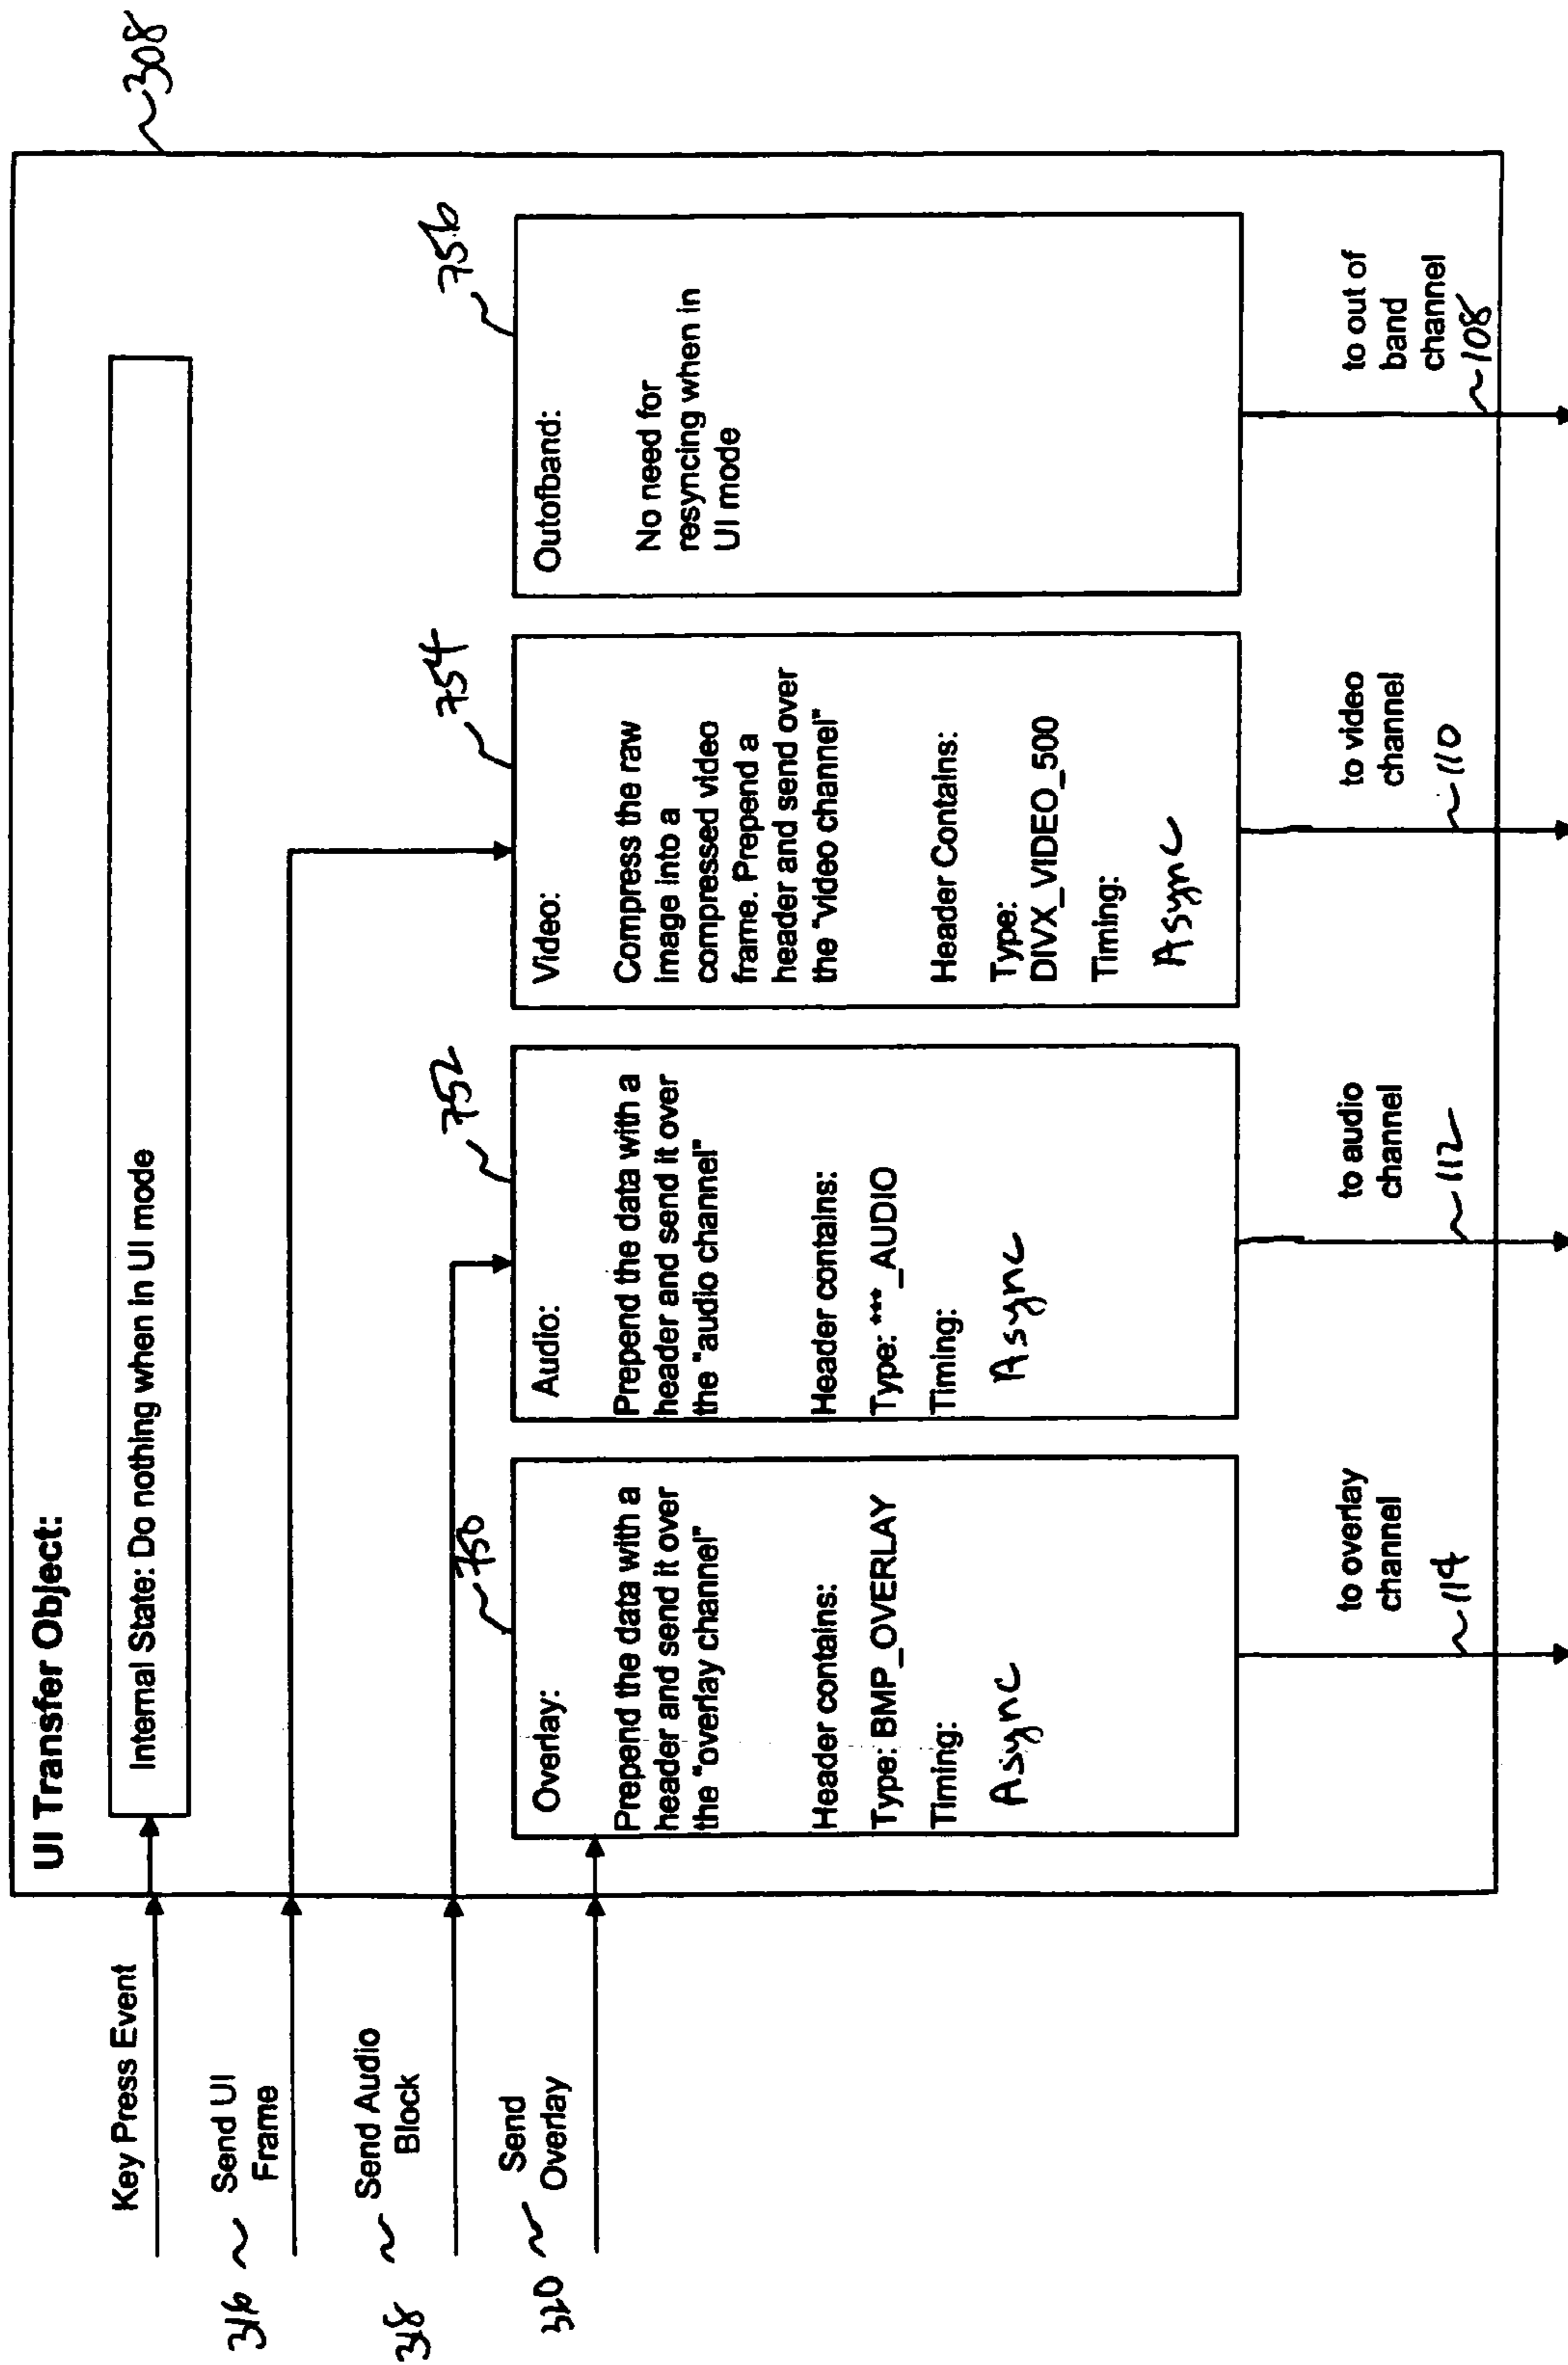 UI Transfer Object:
~308
Internal State: Do nothing when in UI mode
Key Press Event
316 ~ Send UI
Frame
318 ~ Send Audio
Block
320 ~ Send
Overlay
750
Overlay:
Prepend the data with a
header and send it over
the "overlay channel"
Header contains:
Type: BMP_OVERLAY
Timing:
Async
752
Audio:
Prepend the data with a
header and send it over
the "audio channel"
Header contains:
Type: ***_AUDIO
Timing:
Async
754
Video:
Compress the raw
image into a
compressed video
frame. Prepend a
header and send over
the "video channel"
Header Contains:
Type:
DIVX_VIDEO_500
Timing:
Async
756
Outofband:
No need for
resyncing when in
UI mode
to overlay
channel
~114
to audio
channel
~112
to video
channel
~110
to out of
band
channel
~108